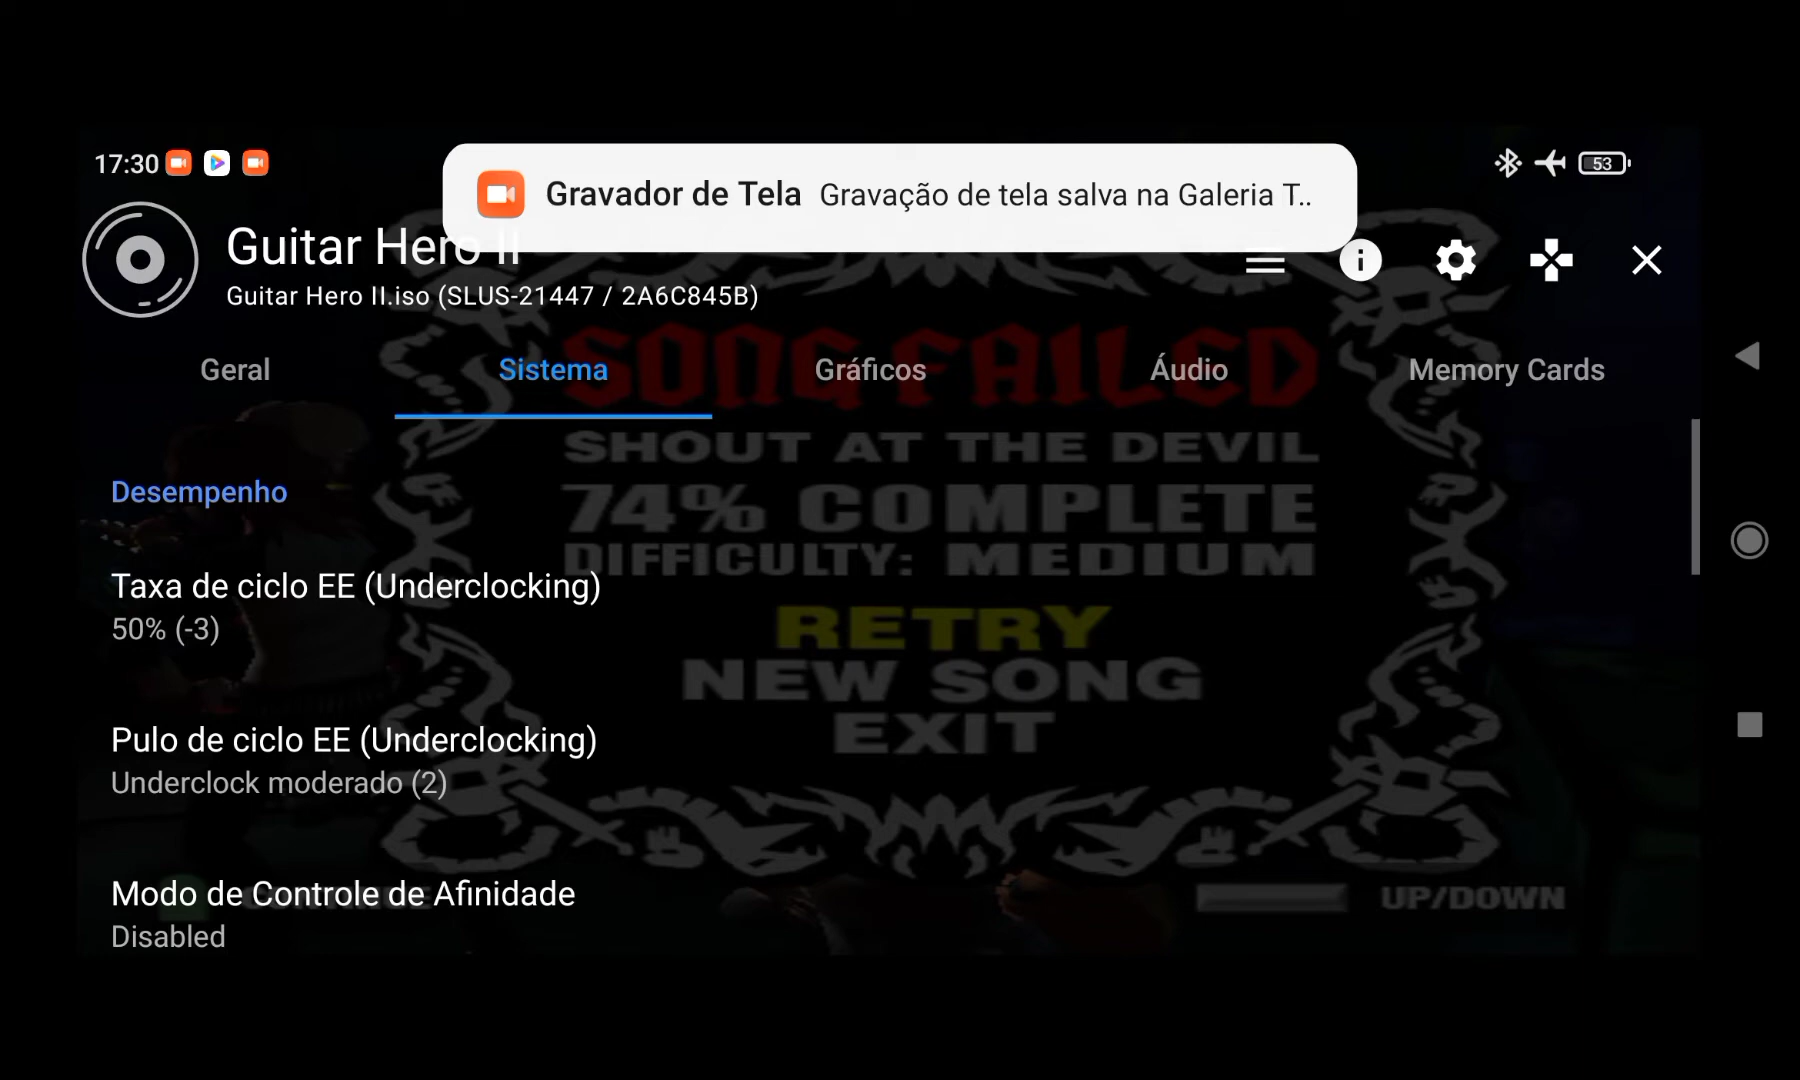 17:30
53
Gravador de Tela Gravação de tela salva na Galeria T..
Guitar Hero II
Guitar Hero II.iso (SLUS-21447 / 2A6C845B)
Geral Sistema Gráficos Áudio Memory Cards
SONG FAILED
SHOUT AT THE DEVIL
Desempenho
74% COMPLETE
DIFFICULTY: MEDIUM
Taxa de ciclo EE (Underclocking)
50% (-3)
RETRY
NEW SONG
EXIT
Pulo de ciclo EE (Underclocking)
Underclock moderado (2)
Modo de Controle de Afinidade
Disabled
UP/DOWN